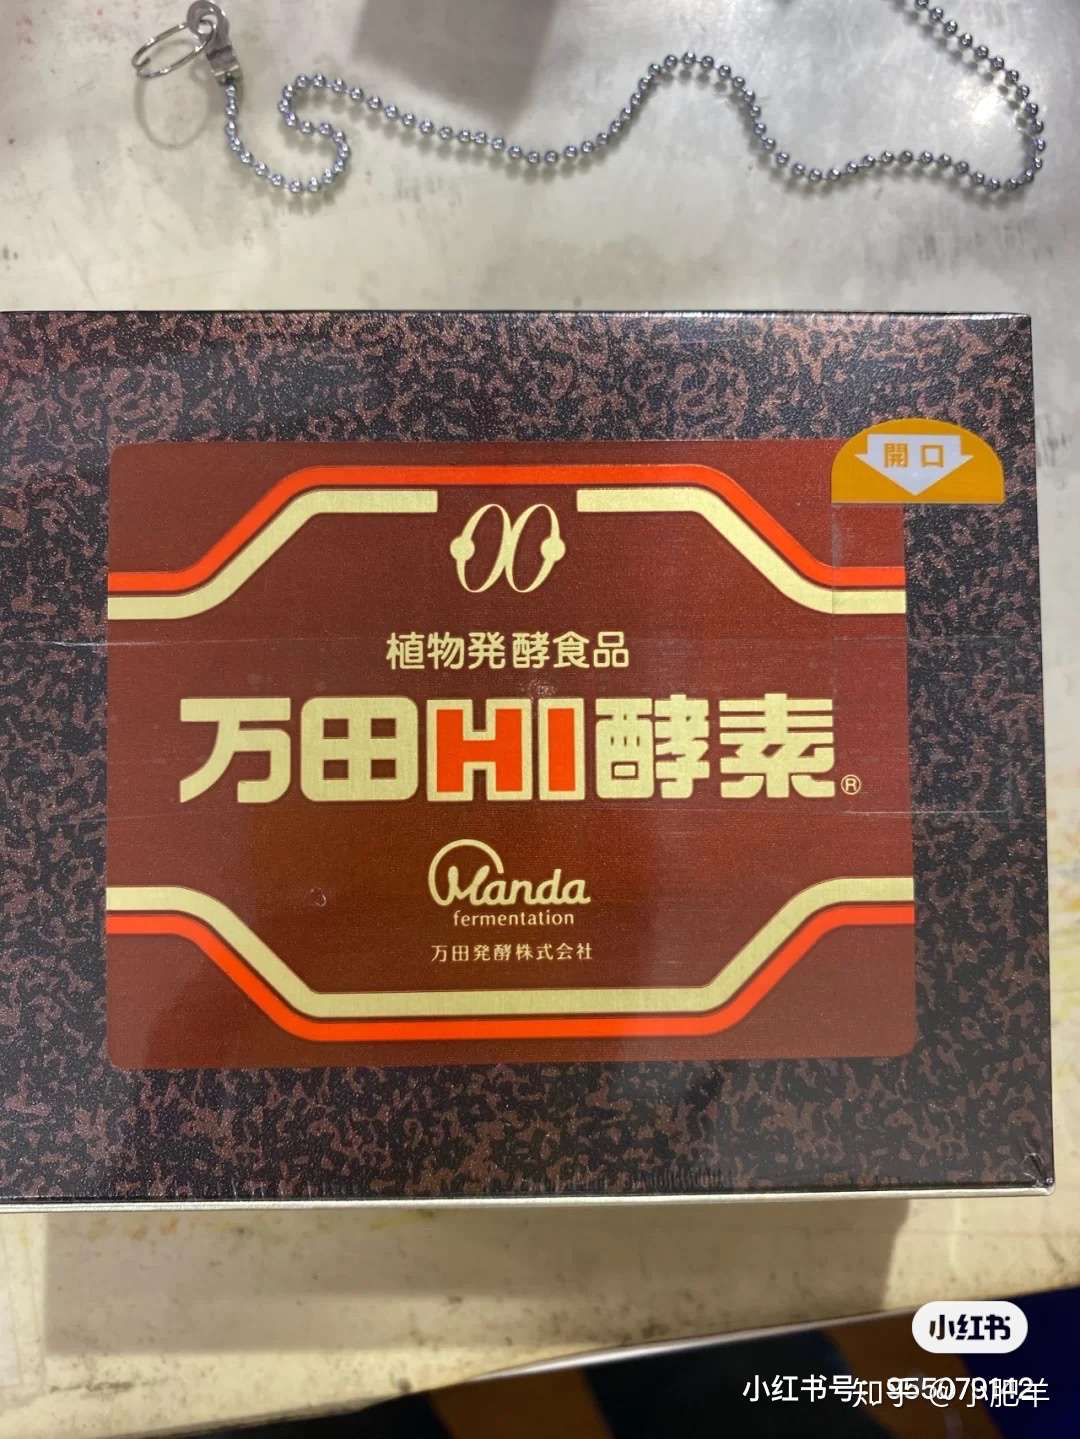 開口
植物発酵食品
万田HI酵素®
Manda
fermentation
万田発酵株式会社
小红书
小红书号：955079142
知乎 @小肥羊